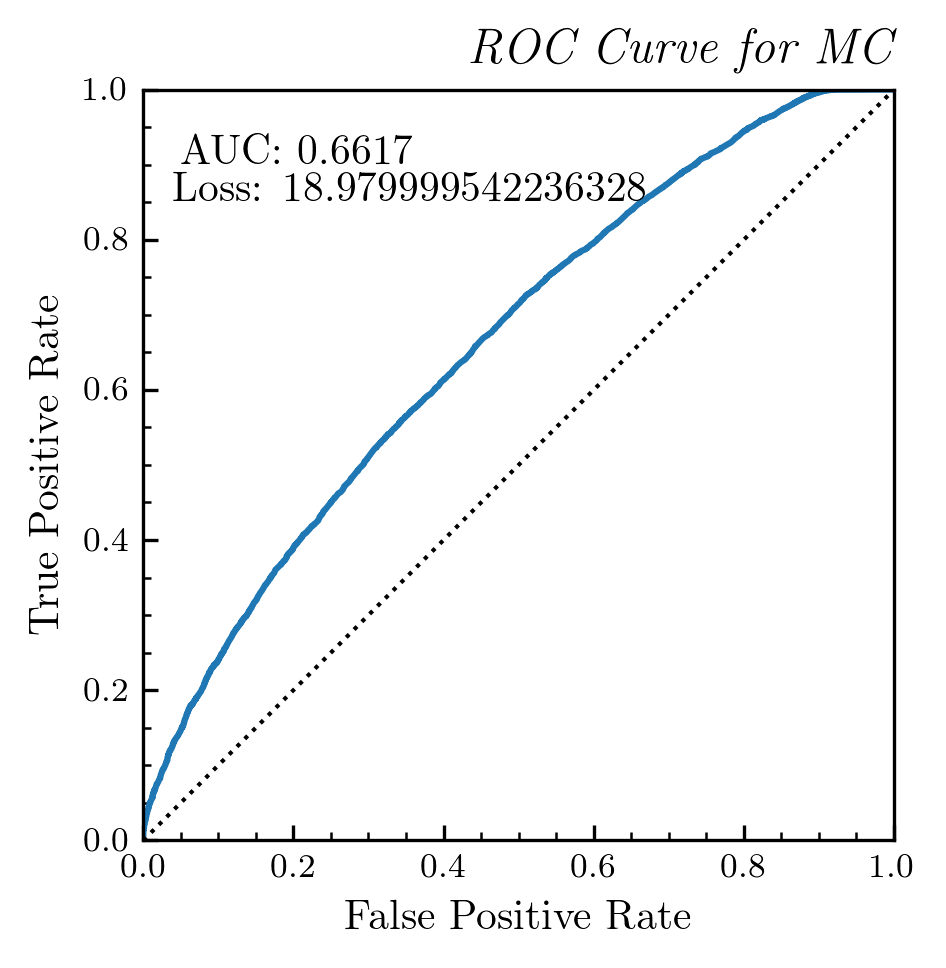 ROC Curve for MC
1.0
AUC: 0.6617
Loss: 18.979999542236328
0.8
0.6
0.4
0.2
0.0
True Positive Rate
0.0 0.2 0.4 0.6 0.8 1.0
False Positive Rate